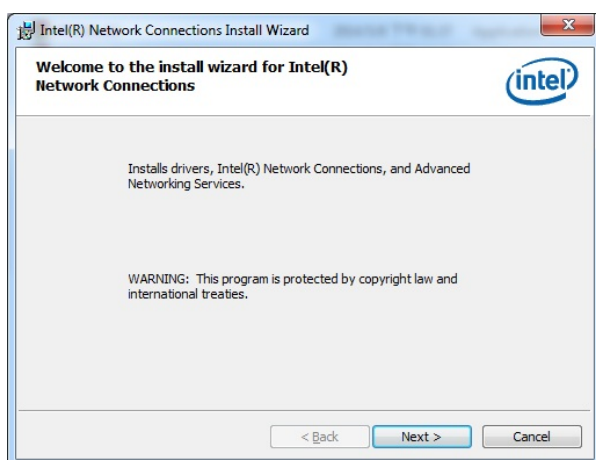 Intel(R) Network Connections Install Wizard
Welcome to the install wizard for Intel(R)
Network Connections
intel
Installs drivers, Intel(R) Network Connections, and Advanced
Networking Services.
WARNING: This program is protected by copyright law and
international treaties.
< Back
Next >
Cancel